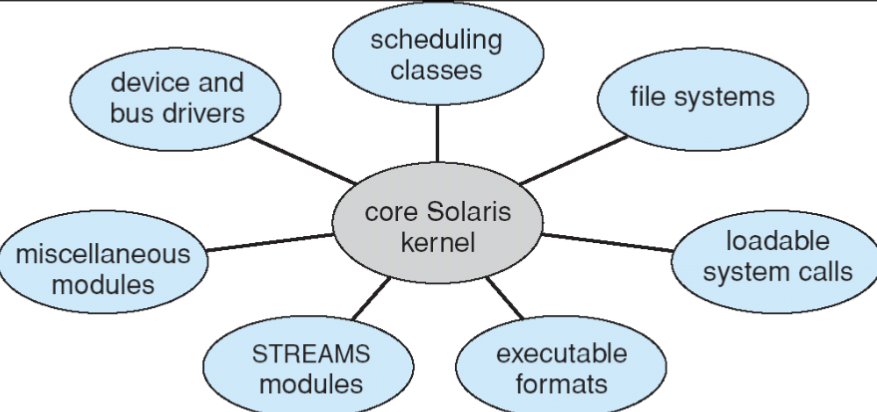 scheduling
classes
device and
bus drivers
file systems
core Solaris
kernel
miscellaneous
modules
loadable
system calls
STREAMS
modules
executable
formats